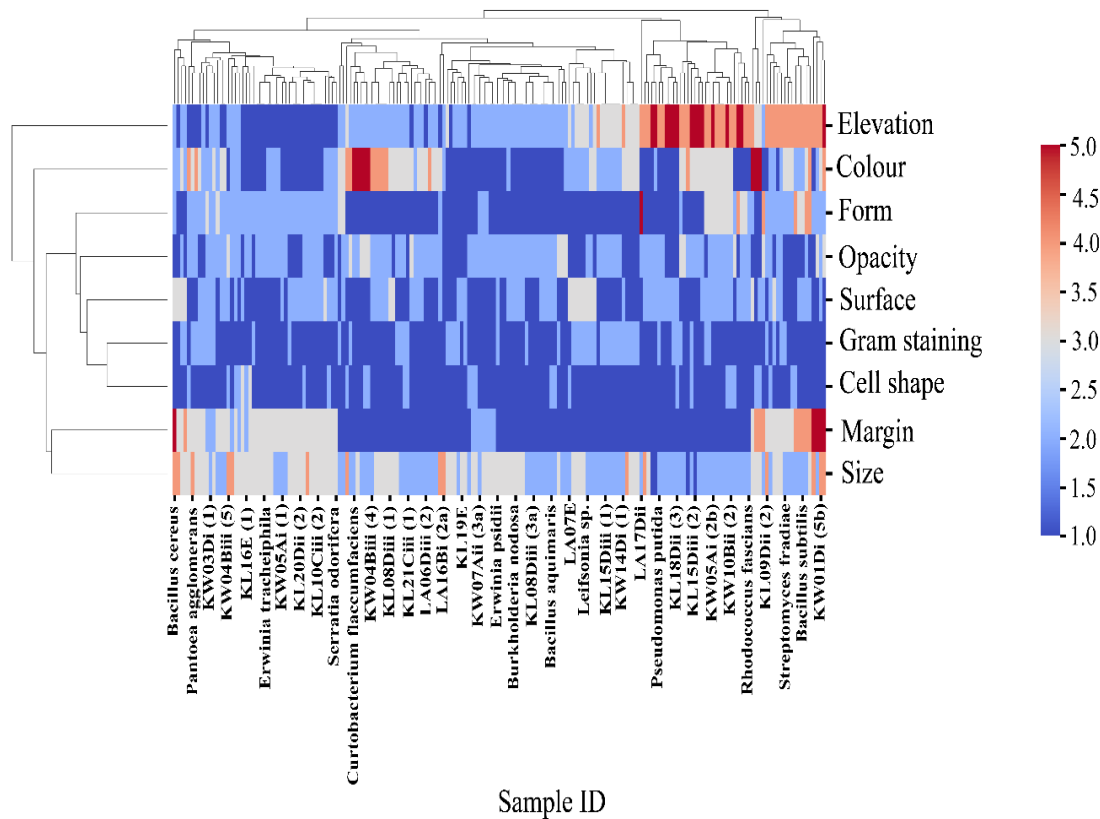 Elevation
Colour
Form
Opacity
Surface
Gram staining
Cell shape
Margin
Size
5.0
4.5
4.0
3.5
3.0
2.5
2.0
1.5
1.0
Bacillus cereus
Pantoea agglomerans
KW03Di (1)
KW04Biii (5)
KL16E (1)
Erwinia tracheiphila
KW05Ai (1)
KL20Dii (2)
KL10Ciii (2)
Serratia odorifera
Curtobacterium flaccumfaciens
KW04Biii (4)
KL08Diii (1)
KL21Ciii (1)
LA06Diii (2)
LA16Bi (2a)
KL19E
KW07Aii (3a)
Erwinia psidii
Burkholderia nodosa
KL08Diii (3a)
Bacillus aquimaris
LA07E
Leifsonia sp.
KL15Diii (1)
KW14Di (1)
LA17Dii
Pseudomonas putida
KL18Dii (3)
KL15Dii (2)
KW05Ai (2b)
KW10Bii (2)
Rhodococcus fascians
KL09Dii (2)
Streptomyces fradiae
Bacillus subtilis
KW01Di (5b)
Sample ID